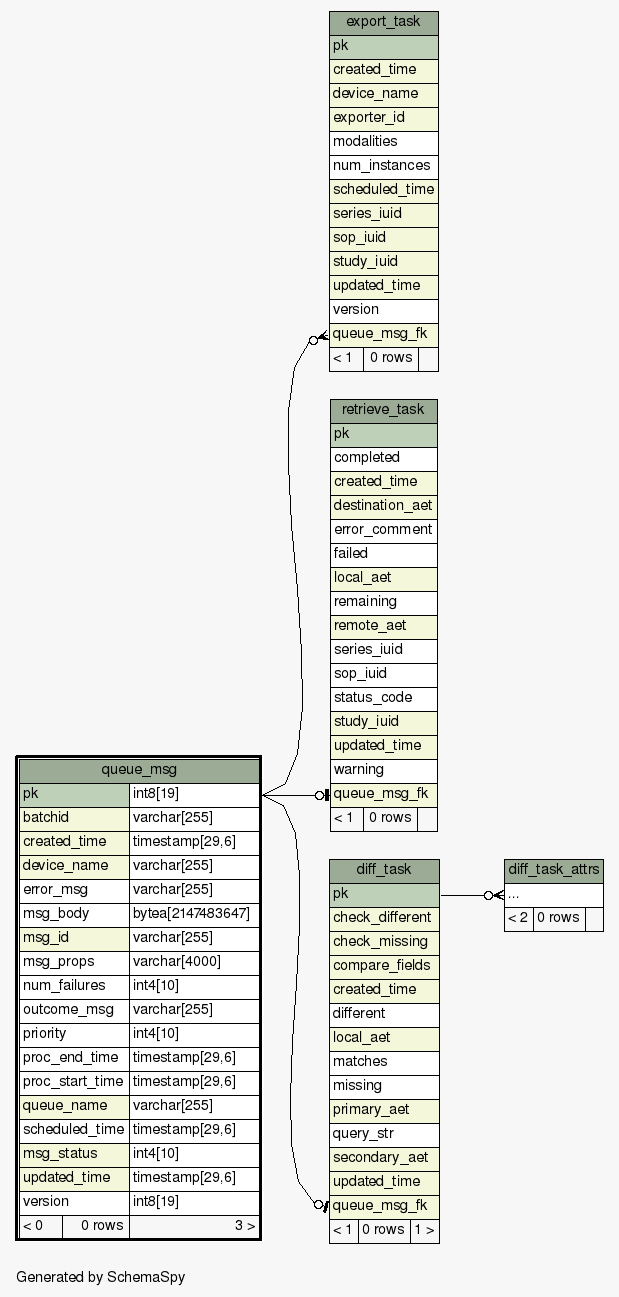 export_task
pk
created_time
device_name
exporter_id
modalities
num_instances
scheduled_time
series_iuid
sop_iuid
study_iuid
updated_time
version
queue_msg_fk
< 1 0 rows
retrieve_task
pk
completed
created_time
destination_aet
error_comment
failed
local_aet
remaining
remote_aet
series_iuid
sop_iuid
status_code
study_iuid
updated_time
warning
queue_msg_fk
< 1 0 rows
queue_msg
pk int8[19]
batchid varchar[255]
created_time timestamp[29,6]
device_name varchar[255]
error_msg varchar[255]
msg_body bytea[2147483647]
msg_id varchar[255]
msg_props varchar[4000]
num_failures int4[10]
outcome_msg varchar[255]
priority int4[10]
proc_end_time timestamp[29,6]
proc_start_time timestamp[29,6]
queue_name varchar[255]
scheduled_time timestamp[29,6]
msg_status int4[10]
updated_time timestamp[29,6]
version int8[19]
< 0 0 rows 3 >
diff_task
pk
check_different
check_missing
compare_fields
created_time
different
local_aet
matches
missing
primary_aet
query_str
secondary_aet
updated_time
queue_msg_fk
< 1 0 rows 1 >
diff_task_attrs
...
< 2 0 rows
Generated by SchemaSpy